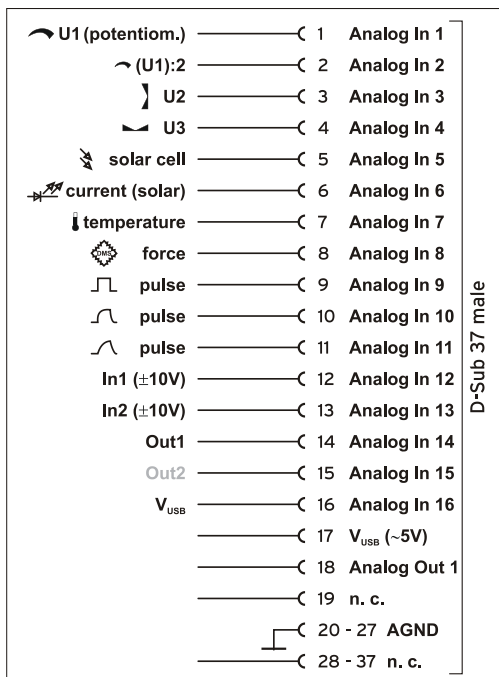 U1 (potentiom.) 1 Analog In 1
(U1):2 2 Analog In 2
U2 3 Analog In 3
U3 4 Analog In 4
solar cell 5 Analog In 5
current (solar) 6 Analog In 6
temperature 7 Analog In 7
DMS force 8 Analog In 8
pulse 9 Analog In 9
pulse 10 Analog In 10
pulse 11 Analog In 11
In1 (±10V) 12 Analog In 12
In2 (±10V) 13 Analog In 13
Out1 14 Analog In 14
Out2 15 Analog In 15
VUSB 16 Analog In 16
17 VUSB (~5V)
18 Analog Out 1
19 n. c.
20 - 27 AGND
28 - 37 n. c.
D-Sub 37 male